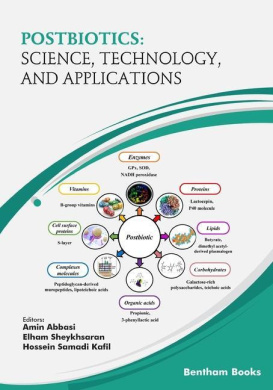 POSTBIOTICS:
SCIENCE, TECHNOLOGY,
AND APPLICATIONS
Enzymes
GPx, SOD,
NADH peroxidase
Vitamins
B-group vitamins
Proteins
Lactocepin,
P40 molecule
Cell surface
proteins
S-layer
Postbiotic
Lipids
Butyrate,
dimethyl acetyl-
derived plasmalogen
Complexes
molecules
Peptidoglycan-derived
muropeptides, lipoteichoic acids
Carbohydrates
Galactose-rich
polysaccharides, teichoic acids
Organic acids
Propionic,
3-phenyllactic acid
Editors:
Amin Abbasi
Elham Sheykhsaran
Hossein Samadi Kafil
Bentham Books